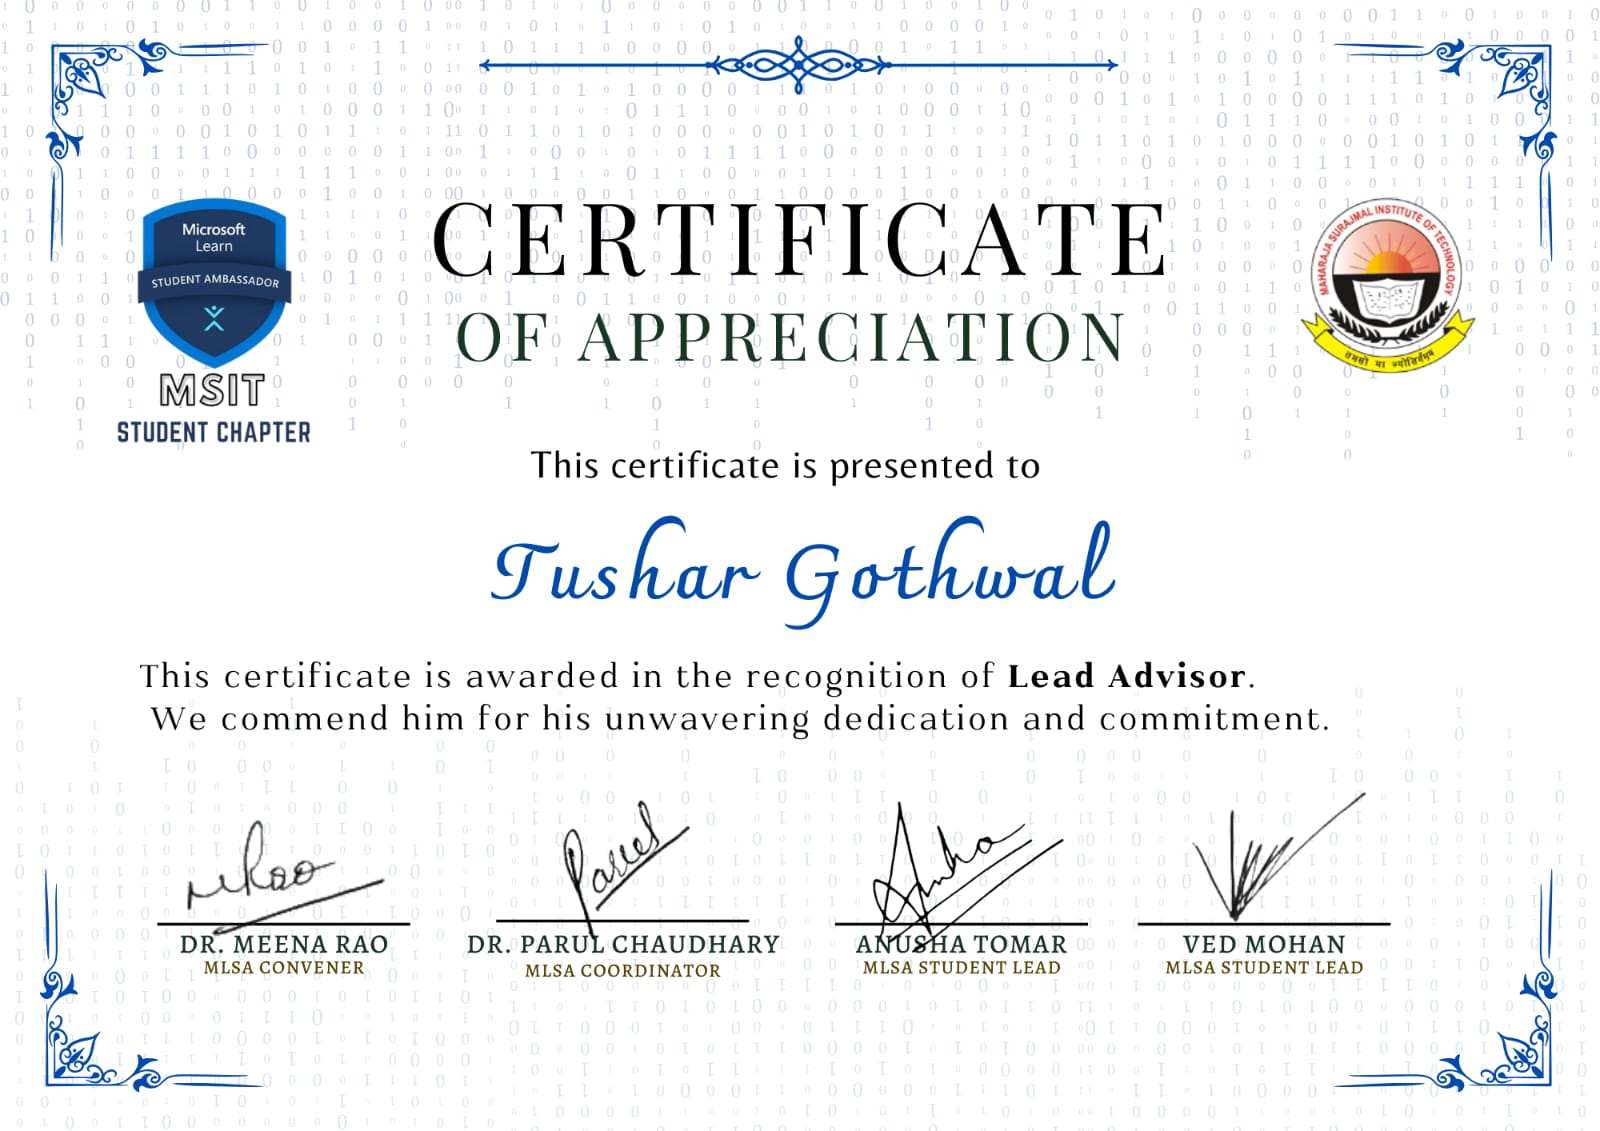 Microsoft
Learn
STUDENT AMBASSADOR
MSIT
STUDENT CHAPTER
CERTIFICATE
OF APPRECIATION
MAHARAJA SURAJMAL INSTITUTE OF TECHNOLOGY
तमसो मा ज्योतिर्गमय
This certificate is presented to
Tushar Gothwal
This certificate is awarded in the recognition of Lead Advisor.
We commend him for his unwavering dedication and commitment.
MRao
Parul
Anusha
DR. MEENA RAO
MLSA CONVENER
DR. PARUL CHAUDHARY
MLSA COORDINATOR
ANUSHA TOMAR
MLSA STUDENT LEAD
VED MOHAN
MLSA STUDENT LEAD